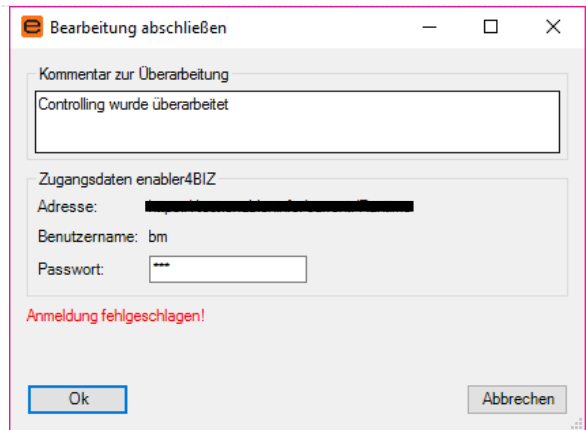 Bearbeitung abschließen
Kommentar zur Überarbeitung
Controlling wurde überarbeitet
Zugangsdaten enabler4BIZ
Adresse:
Benutzername: bm
Passwort: ***
Anmeldung fehlgeschlagen!
Ok Abbrechen